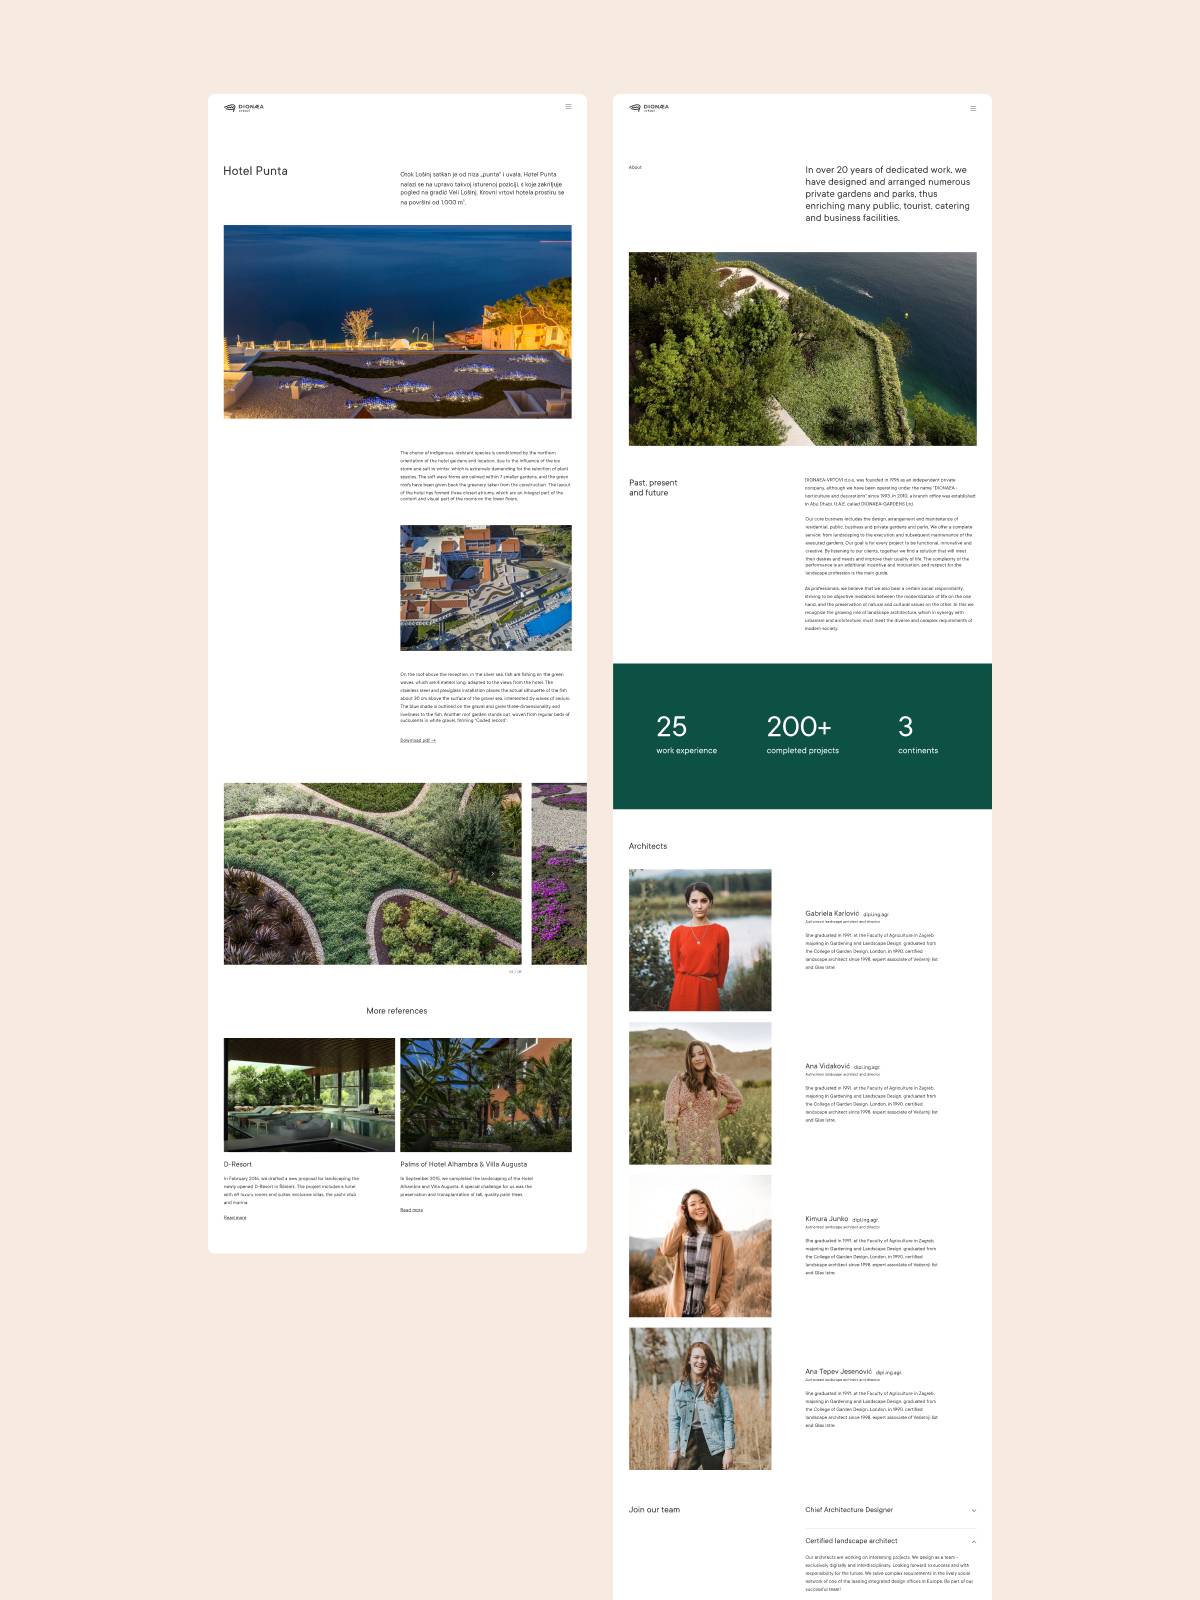 DIONÆA
VRTOVI
Hotel Punta
Otok Lošinj satkan je od niza „punta" i uvala. Hotel Punta
nalazi se na upravo takvoj isturenoj poziciji, s koje zakriljuje
pogled na gradić Veli Lošinj. Krovni vrtovi hotela prostiru se
na površini od 1.000 m².
The choice of indigenous, resistant species is conditioned by the northern
orientation of the hotel gardens and location, due to the influence of the ice
storm and salt in winter, which is extremely demanding for the selection of plant
species. The soft wave forms are calmed within 7 smaller gardens, and the green
roofs have been given back the greenery taken from the construction. The layout
of the hotel has formed three closed atriums, which are an integral part of the
content and visual part of the rooms on the lower floors.
On the roof above the reception, in the silver sea, fish are fishing on the green
waves, which are 8 meters long, adapted to the views from the hotel. The
stainless steel and plexiglass installation places the actual silhouette of the fish
about 30 cm above the surface of the gravel sea, intersected by waves of sedum.
The blue shade is outlined on the gravel and gives three-dimensionality and
liveliness to the fish. Another roof garden stands out, woven from regular beds of
succulents in white gravel, forming "Coded record".
Download pdf →
More references
D-Resort
In February 2016, we drafted a new proposal for landscaping the
newly opened D-Resort in Šibenik. The project includes a hotel
with 69 luxury rooms and suites, exclusive villas, the yacht club
and marina.
Read more
Palms of Hotel Alhambra & Villa Augusta
In September 2015, we completed the landscaping of the Hotel
Alhambra and Villa Augusta. A special challenge for us was the
preservation and transplantation of tall, quality palm trees.
Read more
DIONÆA
VRTOVI
About
In over 20 years of dedicated work, we
have designed and arranged numerous
private gardens and parks, thus
enriching many public, tourist, catering
and business facilities.
Past, present
and future
DIONAEA-VRTOVI d.o.o. was founded in 1996 as an independent private
company, although we have been operating under the name "DIONAEA -
horticulture and decorations" since 1993. In 2010, a branch office was established
in Abu Dhabi, U.A.E. called DIONAEA-GARDENS Ltd.
Our core business includes the design, arrangement and maintenance of
residential, public, business and private gardens and parks. We offer a complete
service: from landscaping to the execution and subsequent maintenance of the
executed gardens. Our goal is for every project to be functional, innovative and
creative. By listening to our clients, together we find a solution that will meet
their desires and needs and improve their quality of life. The complexity of the
performance is an additional incentive and motivation, and respect for the
landscape profession is the main guide.
As professionals, we believe that we also bear a certain social responsibility,
striving to be objective mediators between the modernization of life on the one
hand, and the preservation of natural and cultural values on the other. In this we
recognize the growing role of landscape architecture, which in synergy with
urbanism and architecture, must meet the diverse and complex requirements of
modern society.
25
work experience
200+
completed projects
3
continents
Architects
Gabriela Karlović dipl.ing.agr.
Authorised landscape architect and director
She graduated in 1991. at the Faculty of Agriculture in Zagreb,
majoring in Gardening and Landscape Design, graduated from
the College of Garden Design, London, in 1990, certified
landscape architect since 1998, expert associate of Večernji list
and Glas Istre.
Ana Vidaković dipl.ing.agr.
Authorised landscape architect and director
She graduated in 1991. at the Faculty of Agriculture in Zagreb,
majoring in Gardening and Landscape Design, graduated from
the College of Garden Design, London, in 1990, certified
landscape architect since 1998, expert associate of Večernji list
and Glas Istre.
Kimura Junko dipl.ing.agr.
Authorised landscape architect and director
She graduated in 1991. at the Faculty of Agriculture in Zagreb,
majoring in Gardening and Landscape Design, graduated from
the College of Garden Design, London, in 1990, certified
landscape architect since 1998, expert associate of Večernji list
and Glas Istre.
Ana Tepev Jesenović dipl.ing.agr.
Authorised landscape architect and director
She graduated in 1991. at the Faculty of Agriculture in Zagreb,
majoring in Gardening and Landscape Design, graduated from
the College of Garden Design, London, in 1990, certified
landscape architect since 1998, expert associate of Večernji list
and Glas Istre.
Join our team
Chief Architecture Designer
Certified landscape architect
Our architects are working on interesting projects. We design as a team -
exclusively digitally and interdisciplinary. Looking forward to success and with
responsibility for the future. We solve complex requirements in the lively social
network of one of the leading integrated design offices in Europe. Be part of our
successful team!